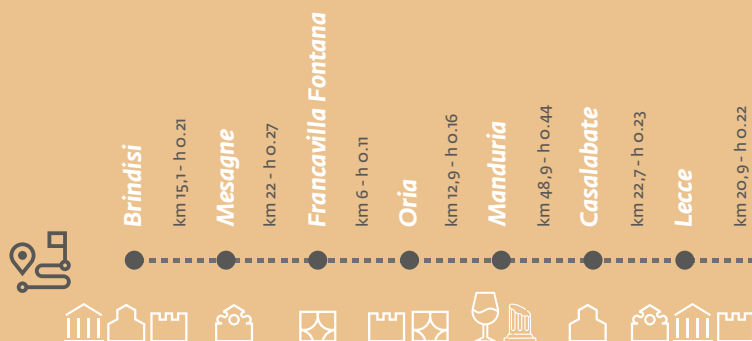 Brindisi
km 15,1 - h 0.21
Mesagne
km 22 - h 0.27
Francavilla Fontana
km 6 - h 0.11
Oria
km 12,9 - h 0.16
Manduria
km 48,9 - h 0.44
Casalabate
km 22,7 - h 0.23
Lecce
km 20,9 - h 0.22